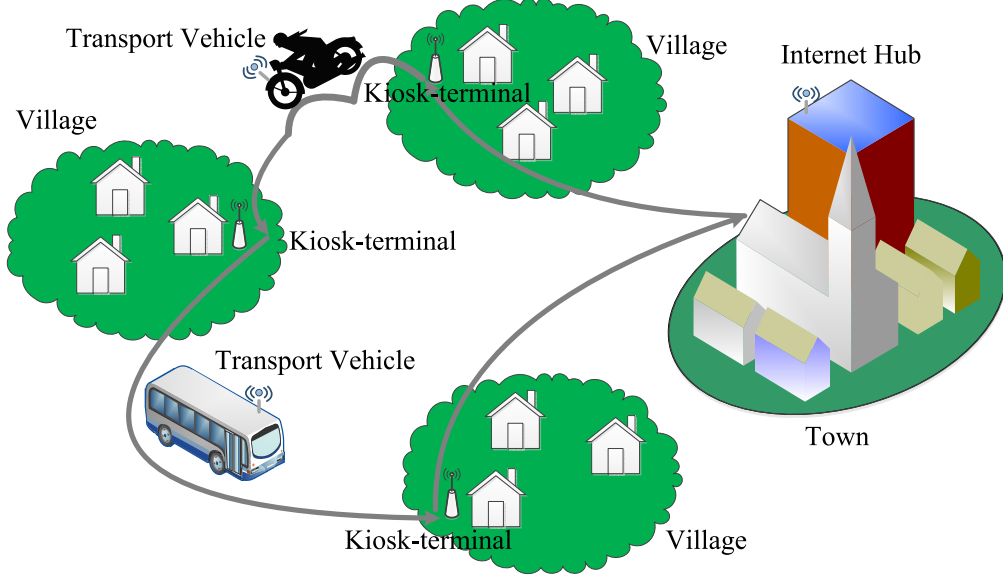 Transport Vehicle
Village
Internet Hub
Kiosk-terminal
Village
Kiosk-terminal
Transport Vehicle
Town
Kiosk-terminal
Village